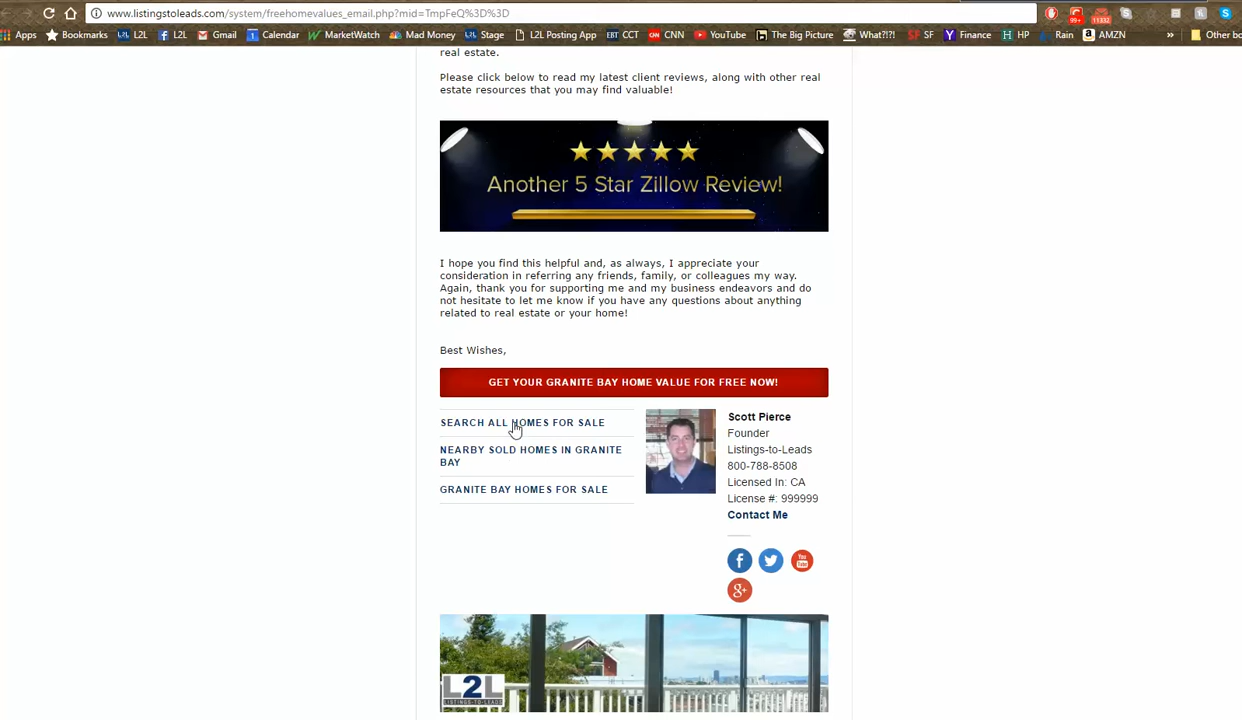 www.listingstoleads.com/system/freehomevalues_email.php?mid=TmpFeQ%3D%3D
99+
11332
Apps Bookmarks L2L L2L Gmail Calendar MarketWatch Mad Money Stage L2L Posting App CCT CNN YouTube The Big Picture What?!?! SF Finance HP Rain AMZN » Other bo
real estate.
Please click below to read my latest client reviews, along with other real
estate resources that you may find valuable!
Another 5 Star Zillow Review!
I hope you find this helpful and, as always, I appreciate your
consideration in referring any friends, family, or colleagues my way.
Again, thank you for supporting me and my business endeavors and do
not hesitate to let me know if you have any questions about anything
related to real estate or your home!
Best Wishes,
GET YOUR GRANITE BAY HOME VALUE FOR FREE NOW!
SEARCH ALL HOMES FOR SALE
NEARBY SOLD HOMES IN GRANITE
BAY
GRANITE BAY HOMES FOR SALE
Scott Pierce
Founder
Listings-to-Leads
800-788-8508
Licensed In: CA
License #: 999999
Contact Me
L2L
LISTINGS-TO-LEADS